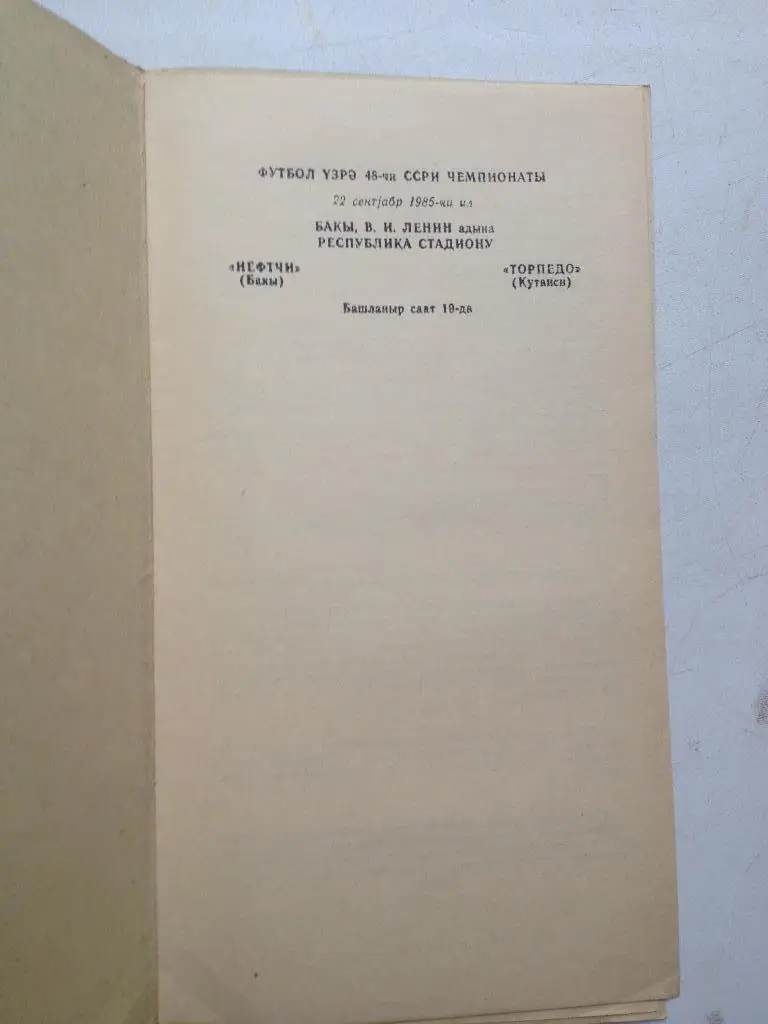 ФУТБОЛ ҮЗРӘ 48-чи ССРИ ЧЕМПИОНАТЫ
22 сентјабр 1985-чи ил
БАКЫ, В. И. ЛЕНИН адына
РЕСПУБЛИКА СТАДИОНУ
«НЕФТЧИ» «ТОРПЕДО»
(Бакы) (Кутаиси)
Башланыр саат 19-да